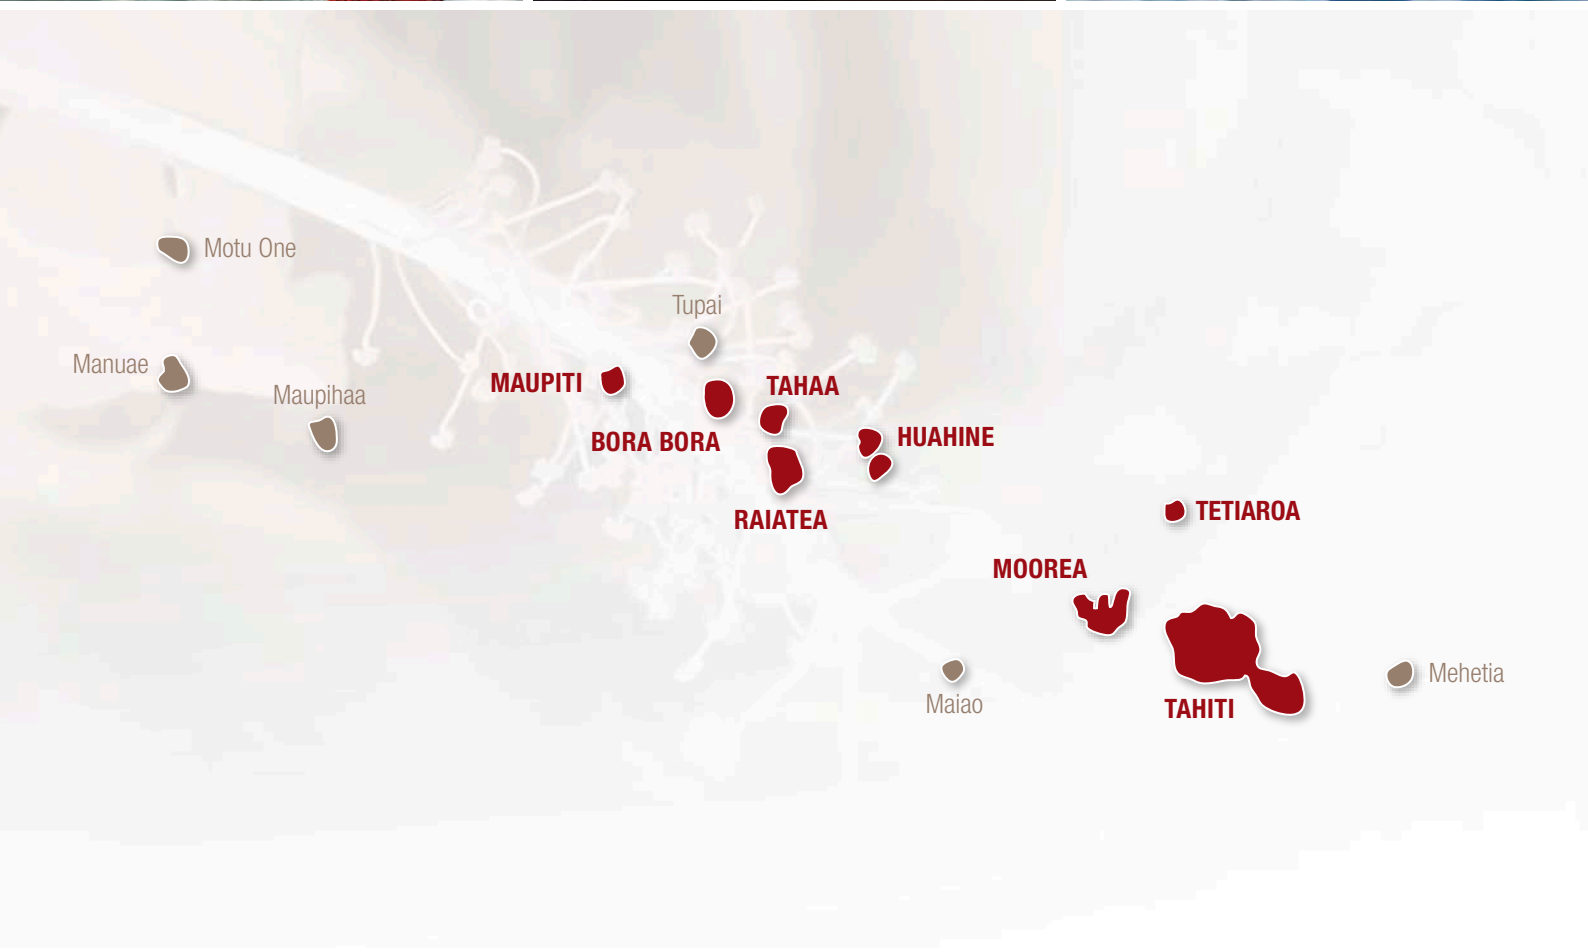 Motu One
Tupai
Manuae
Maupihaa
MAUPITI
TAHAA
BORA BORA
HUAHINE
RAIATEA
TETIAROA
MOOREA
Maiao
TAHITI
Mehetia